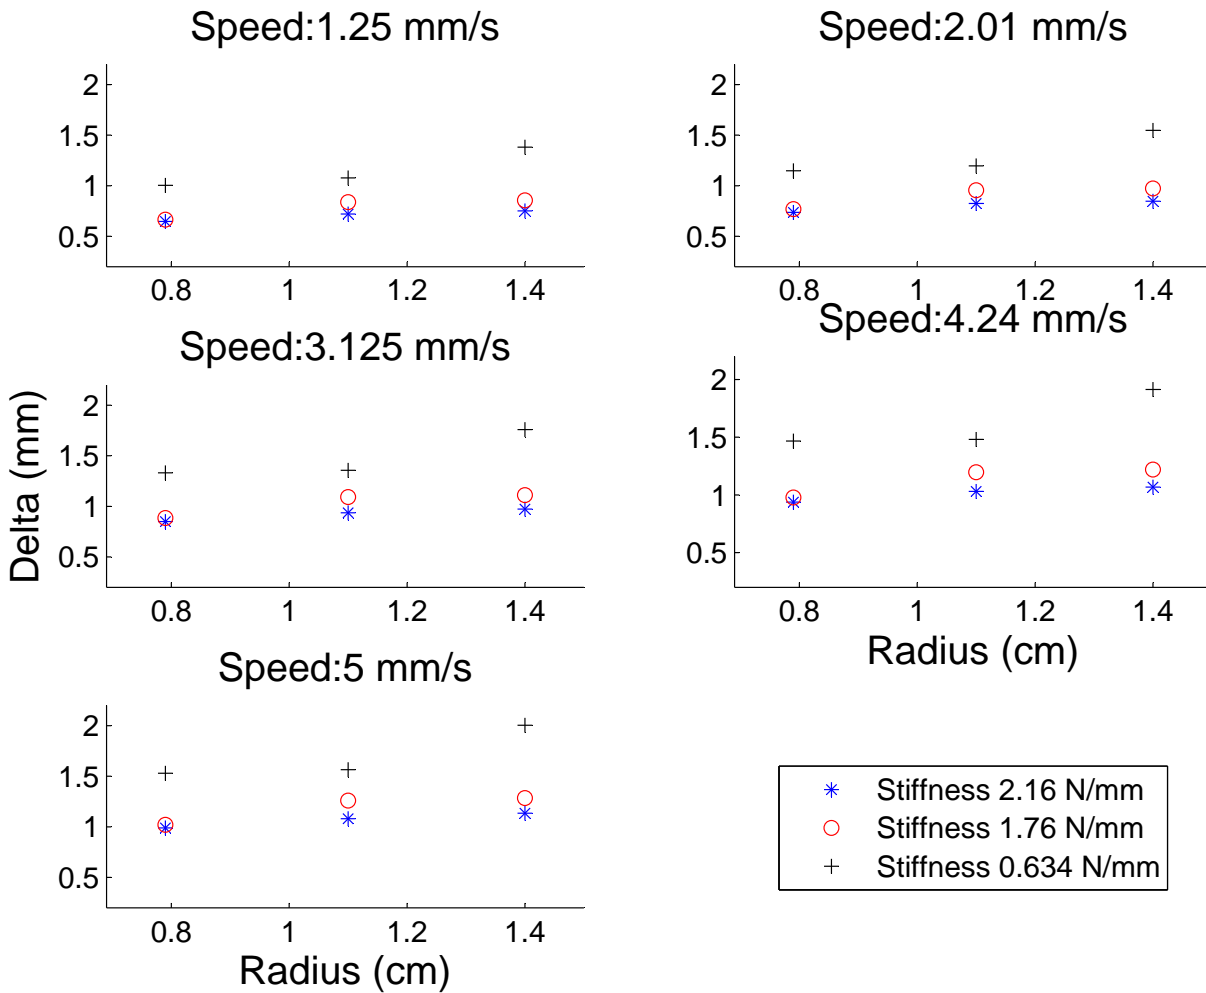 Speed:1.25 mm/s
2
1.5
1
0.5
0.8 1 1.2 1.4
Speed:2.01 mm/s
2
1.5
1
0.5
0.8 1 1.2 1.4
Speed:3.125 mm/s
2
1.5
1
0.5
0.8 1 1.2 1.4
Delta (mm)
Speed:4.24 mm/s
2
1.5
1
0.5
0.8 1 1.2 1.4
Radius (cm)
Speed:5 mm/s
2
1.5
1
0.5
0.8 1 1.2 1.4
Radius (cm)
Stiffness 2.16 N/mm
Stiffness 1.76 N/mm
Stiffness 0.634 N/mm